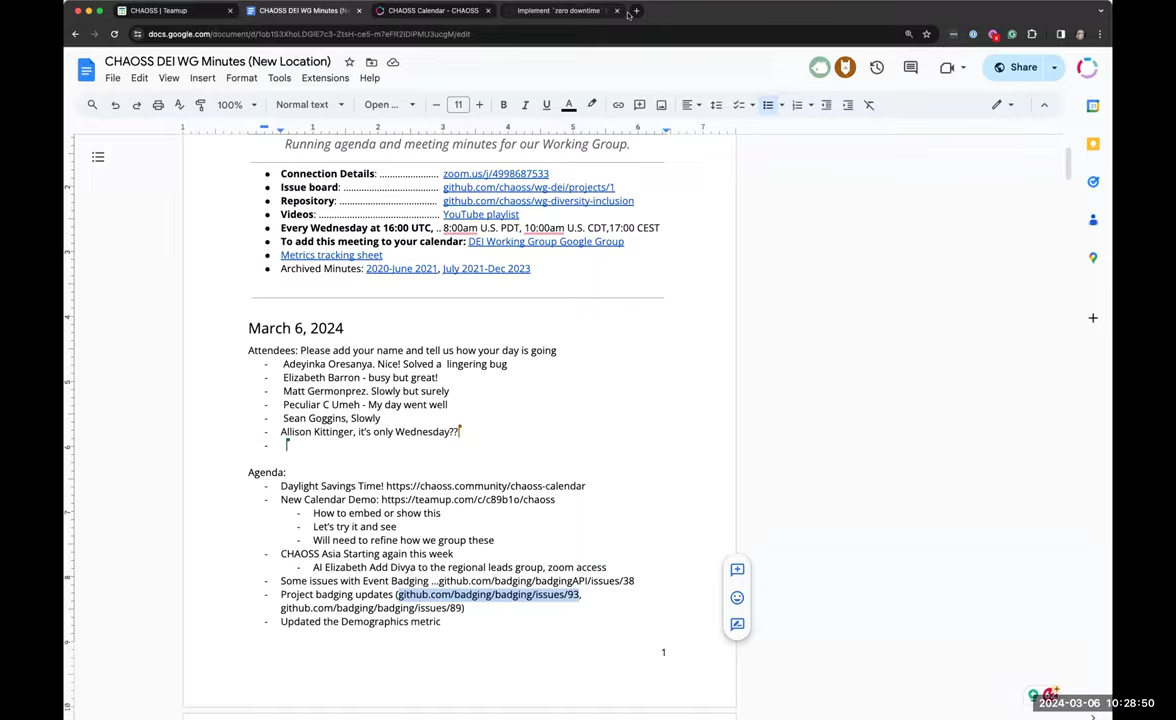 CHAOSS | Teamup
CHAOSS DEI WG Minutes (Ne
CHAOSS Calendar - CHAOSS
Implement `zero downtime`
docs.google.com/document/d/1ob1S3XhoLDGlE7c3-ZtsH-ce5-m7eFR2iDiPMU3ucgM/edit
CHAOSS DEI WG Minutes (New Location)
File Edit View Insert Format Tools Extensions Help
Share
100% Normal text Open ... 11
1 1 2 3 4 5 6 7
Running agenda and meeting minutes for our Working Group.
● Connection Details: ...................... zoom.us/j/4998687533
● Issue board: ................................. github.com/chaoss/wg-dei/projects/1
● Repository: .................................. github.com/chaoss/wg-diversity-inclusion
● Videos: ......................................... YouTube playlist
● Every Wednesday at 16:00 UTC, .. 8:00am U.S. PDT, 10:00am U.S. CDT,17:00 CEST
● To add this meeting to your calendar: DEI Working Group Google Group
● Metrics tracking sheet
● Archived Minutes: 2020-June 2021, July 2021-Dec 2023
March 6, 2024
Attendees: Please add your name and tell us how your day is going
- Adeyinka Oresanya. Nice! Solved a lingering bug
- Elizabeth Barron - busy but great!
- Matt Germonprez. Slowly but surely
- Peculiar C Umeh - My day went well
- Sean Goggins, Slowly
- Allison Kittinger, it's only Wednesday??
-
Agenda:
- Daylight Savings Time! https://chaoss.community/chaoss-calendar
- New Calendar Demo: https://teamup.com/c/c89b1o/chaoss
- How to embed or show this
- Let's try it and see
- Will need to refine how we group these
- CHAOSS Asia Starting again this week
- AI Elizabeth Add Divya to the regional leads group, zoom access
- Some issues with Event Badging ...github.com/badging/badgingAPI/issues/38
- Project badging updates (github.com/badging/badging/issues/93,
github.com/badging/badging/issues/89)
- Updated the Demographics metric
1
2024-03-06 10:28:50